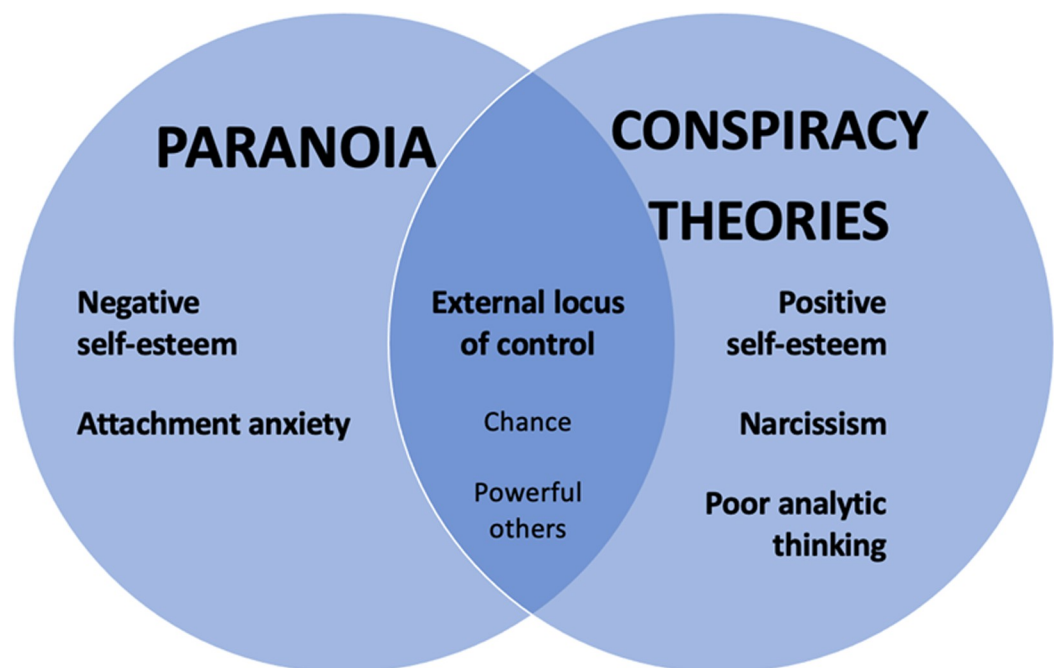 PARANOIA
CONSPIRACY
THEORIES
Negative
self-esteem
Attachment anxiety
External locus
of control
Chance
Powerful
others
Positive
self-esteem
Narcissism
Poor analytic
thinking